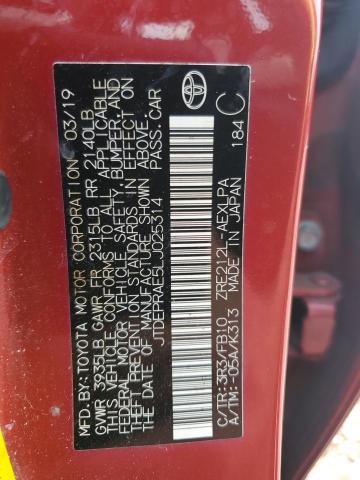 MFD. BY:TOYOTA MOTOR CORPORATION 03/19
GVWR 3935LB GAWR FR 2315LB RR 2140LB
THIS VEHICLE CONFORMS TO ALL APPLICABLE
FEDERAL MOTOR VEHICLE SAFETY, BUMPER, AND
THEFT PREVENTION STANDARDS IN EFFECT ON
THE DATE OF MANUFACTURE SHOWN ABOVE.
JTDEPRAE5LJ025314 PASS.CAR
C/TR:3R3/FB10 ZRE212L-AEXLPA
A/TM:-05A/K313 MADE IN JAPAN
184 C